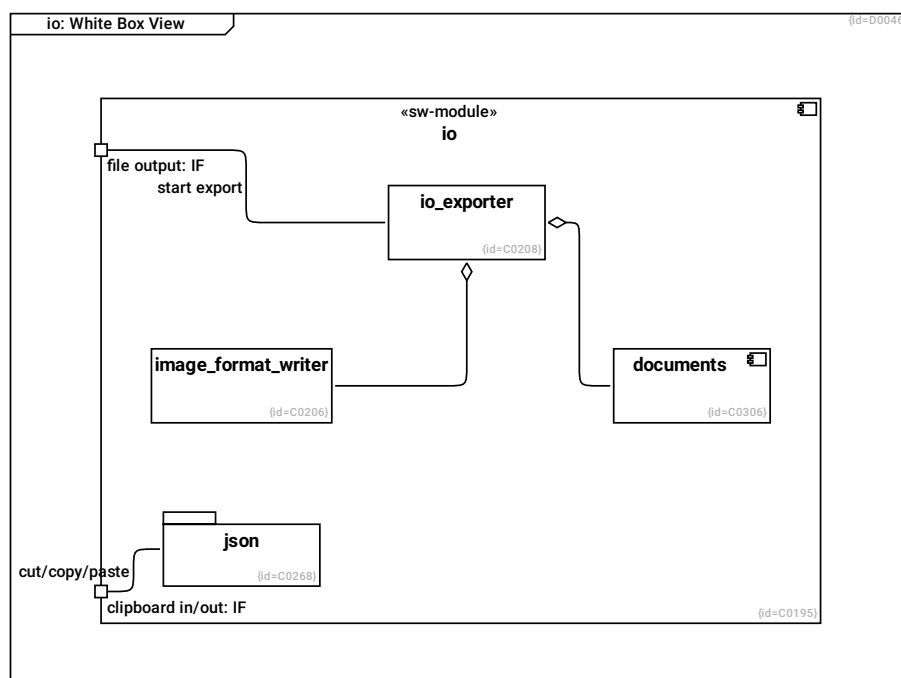 io: White Box View
{id=D0046
«sw-module»
io
file output: IF
start export
io_exporter
{id=C0208}
image_format_writer
{id=C0206}
documents
{id=C0306}
json
{id=C0268}
cut/copy/paste
clipboard in/out: IF
{id=C0195}